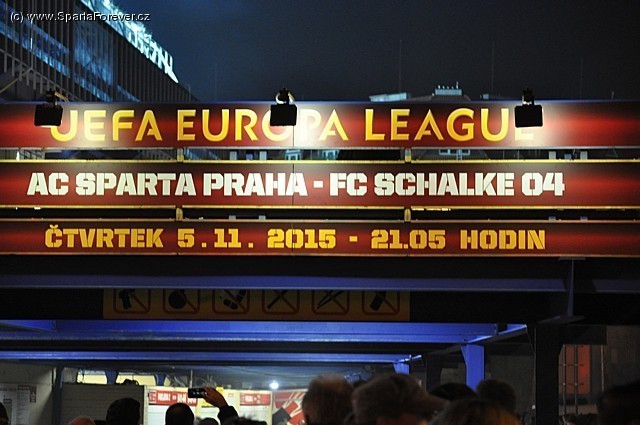 (c) www.SpartaForever.cz
UEFA EUROPA LEAGUE
AC SPARTA PRAHA - FC SCHALKE 04
ČTVRTEK 5.11. 2015 - 21.05 HODIN